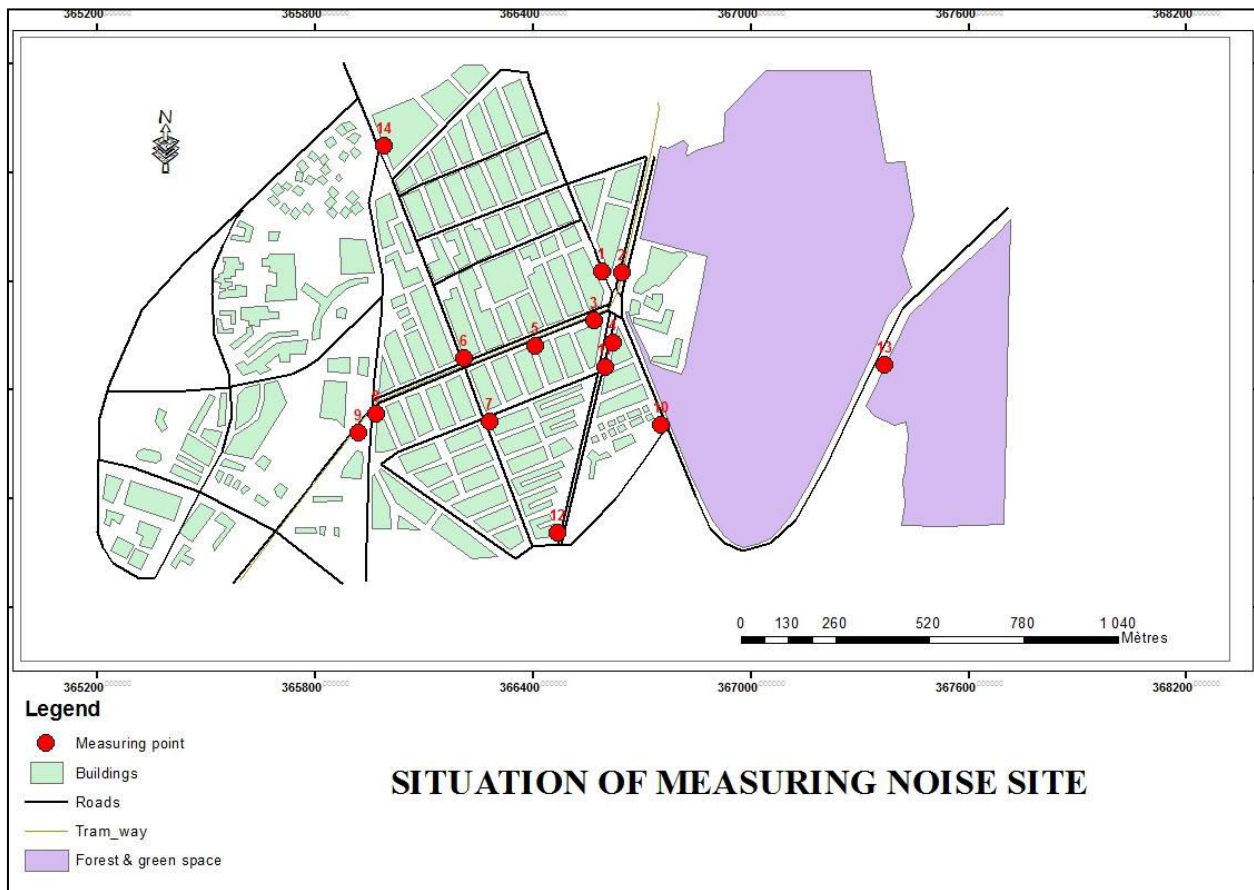 365200 365800 366400 367000 367600 368200
N
14
1 2
3
4
5
6
13
8
7
9
10
12
0 130 260 520 780 1 040
Mètres
365200 365800 366400 367000 367600 368200
Legend
Measuring point
Buildings
Roads
Tram_way
Forest & green space
SITUATION OF MEASURING NOISE SITE